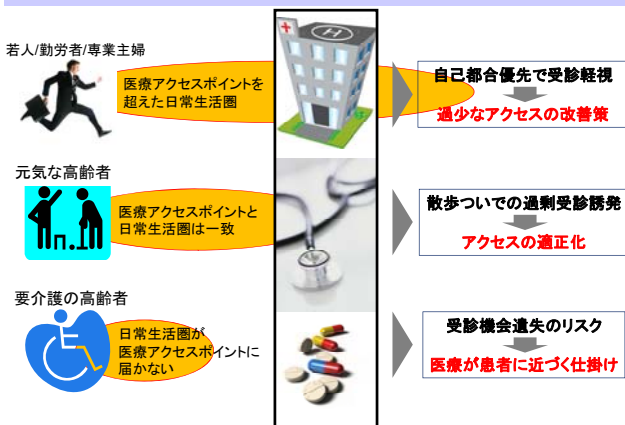 若人/勤労者/専業主婦
医療アクセスポイントを
超えた日常生活圏
H
自己都合優先で受診軽視
過少なアクセスの改善策
元気な高齢者
医療アクセスポイントと
日常生活圏は一致
散歩ついでの過剰受診誘発
アクセスの適正化
要介護の高齢者
日常生活圏が
医療アクセスポイントに
届かない
受診機会遺失のリスク
医療が患者に近づく仕掛け